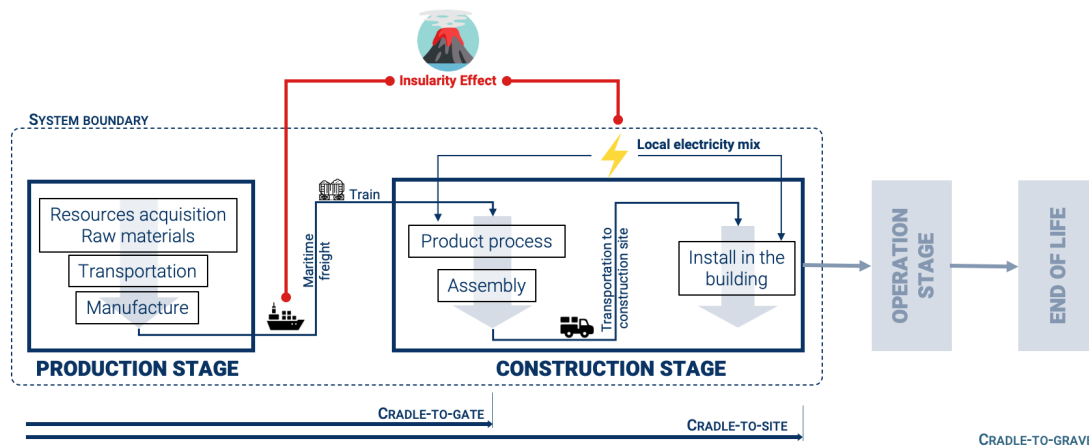 Insularity Effect
SYSTEM BOUNDARY
Local electricity mix
Train
Resources acquisition
Raw materials
Transportation
Manufacture
Maritime
freight
Product process
Assembly
Transportation to
construction site
Install in the
building
OPERATION
STAGE
END OF LIFE
PRODUCTION STAGE
CONSTRUCTION STAGE
CRADLE-TO-GATE
CRADLE-TO-SITE
CRADLE-TO-GRAV